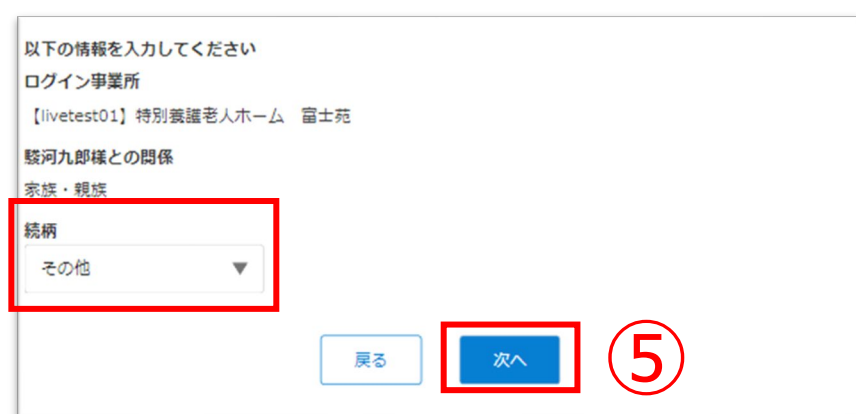 以下の情報を入力してください
ログイン事業所
【livetest01】特別養護老人ホーム　富士苑
駿河九郎様との関係
家族・親族
続柄
その他 ▼
戻る 次へ ⑤